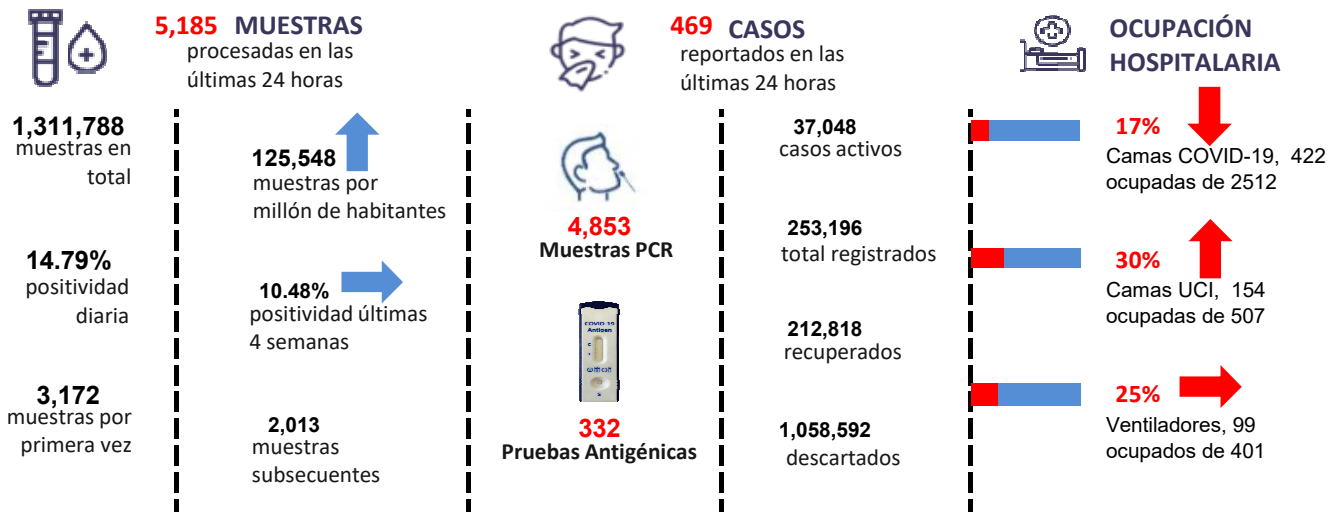 5,185 MUESTRAS
procesadas en las
últimas 24 horas
1,311,788
muestras en
total
14.79%
positividad
diaria
3,172
muestras por
primera vez
125,548
muestras por
millón de habitantes
10.48%
positividad últimas
4 semanas
2,013
muestras
subsecuentes
469 CASOS
reportados en las
últimas 24 horas
4,853
Muestras PCR
COVID-19
Antigen
C
S
332
Pruebas Antigénicas
37,048
casos activos
253,196
total registrados
212,818
recuperados
1,058,592
descartados
OCUPACIÓN
HOSPITALARIA
17%
Camas COVID-19, 422
ocupadas de 2512
30%
Camas UCI, 154
ocupadas de 507
25%
Ventiladores, 99
ocupados de 401